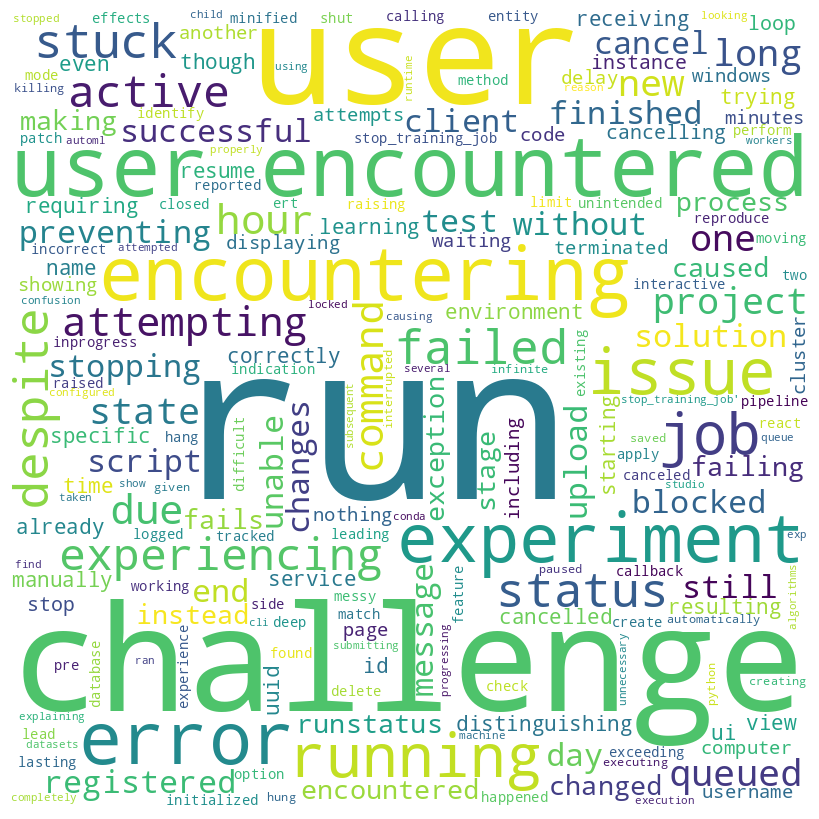 stopped effects child minified shut calling entity receiving looking loop
stuck another user cancel long
mode even though using runtime method instance delay new windows
killing active identify attempts client finished trying
making successful stop_training_job code cancelling minutes
patch automl properly reason perform workers
user encountered
resume reported
requiring closed ert raising limit unintended process
preventing hour learning test without reproduce
incorrect attempted displaying waiting terminated one moving
name showing encountering caused interactive two
confusion locked environment project
attempting causing command failed solution cluster
inprogress correctly several infinite existing
despite stopping indication issue
raised configured run stop_training_job' pipeline
state changes subsequent interrupted exception saved react
specific hang difficult unable stage upload starting apply queue job
script including canceled failing
time show given taken studio
due nothing conda blocked
already fails logged tracked leading experiment exp
find experiencing message paused callback algorithms
manually working service feature status still
stop end side messy resulting
instead cli deep match cancelled create automatically
pre ran experience page submitting progressing id
challenge
database uuid found delete check unnecessary python creating
explaining error runstatus distinguishing ui view
lead datasets machine computer
lasting running day exceeding executing queued
registered option encountered changed username
completely initialized hung happened execution